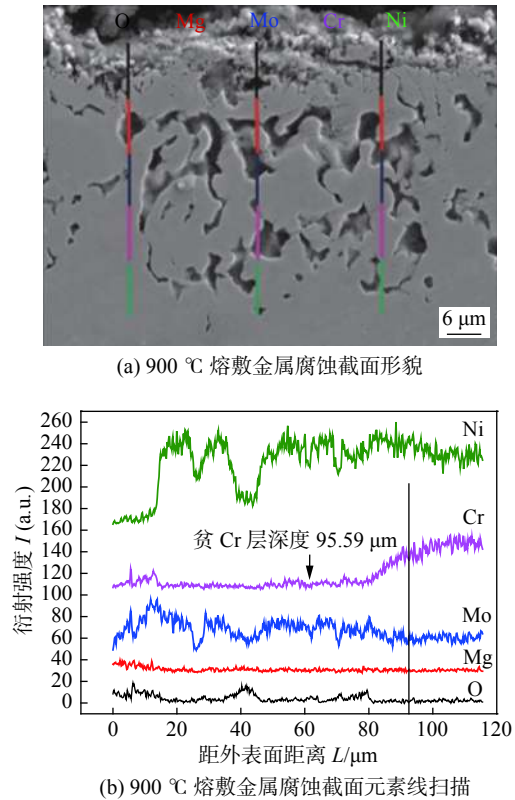 O Mg Mo Cr Ni
6 μm
(a) 900 ℃ 熔敷金属腐蚀截面形貌
260
240
220
200
180
160
140
120
100
80
60
40
20
0
衍射强度 I (a.u.)
Ni
Cr
贫 Cr 层深度 95.59 μm
Mo
Mg
O
0 20 40 60 80 100 120
距外表面距离 L/μm
(b) 900 ℃ 熔敷金属腐蚀截面元素线扫描